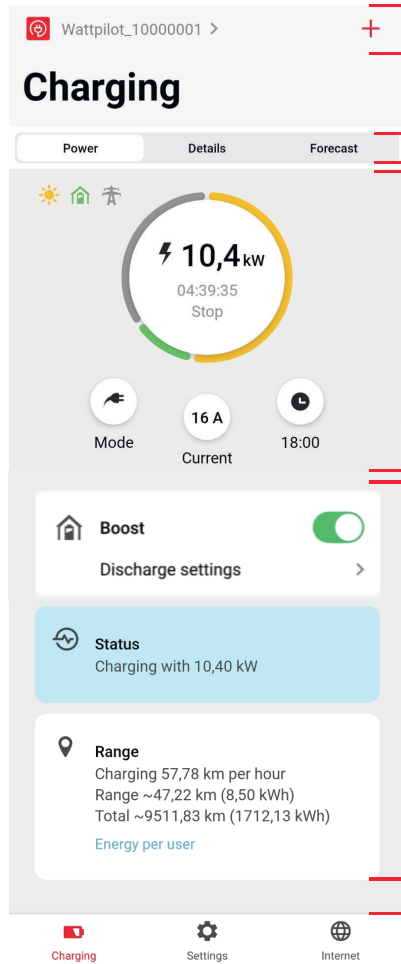 Wattpilot_10000001
Charging
Power Details Forecast
10,4 kW
04:39:35
Stop
16 A
Mode
Current
18:00
Boost
Discharge settings
Status
Charging with 10,40 kW
Range
Charging 57,78 km per hour
Range ~47,22 km (8,50 kWh)
Total ~9511,83 km (1712,13 kWh)
Energy per user
Charging Settings Internet